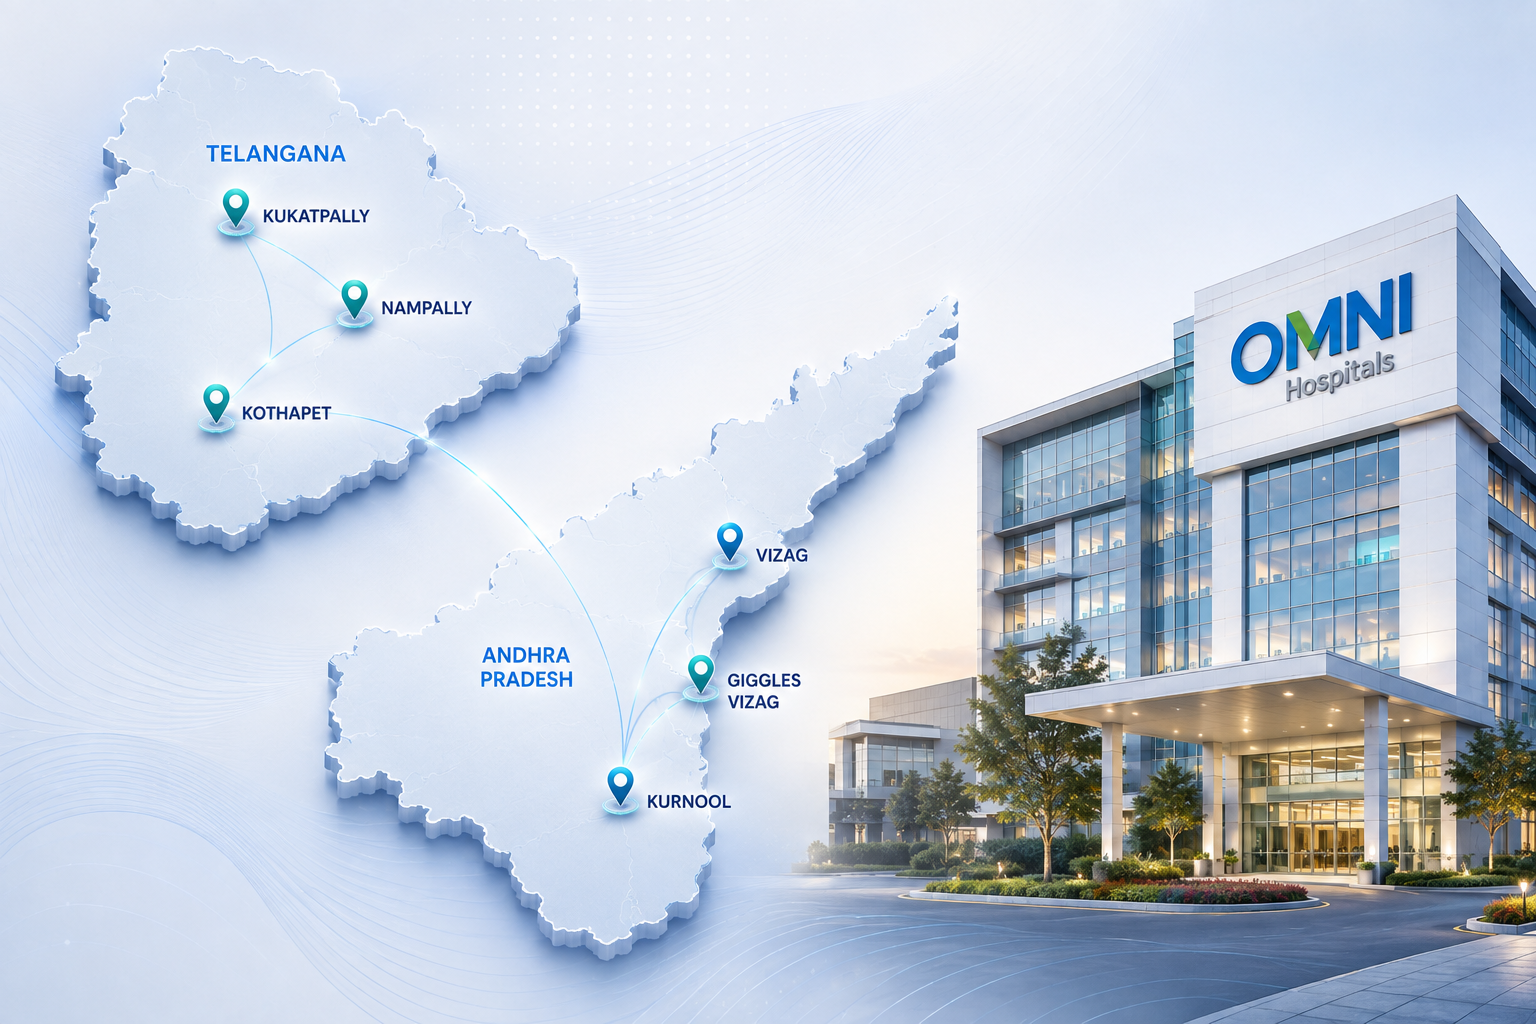 TELANGANA
KUKATPALLY
NAMPALLY
KOTHAPET
VIZAG
ANDHRA
PRADESH
GIGGLES
VIZAG
KURNOOL
OMNI
Hospitals